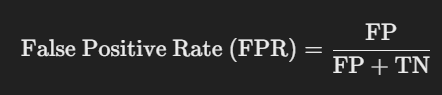 False Positive Rate (FPR) = FP / FP + TN